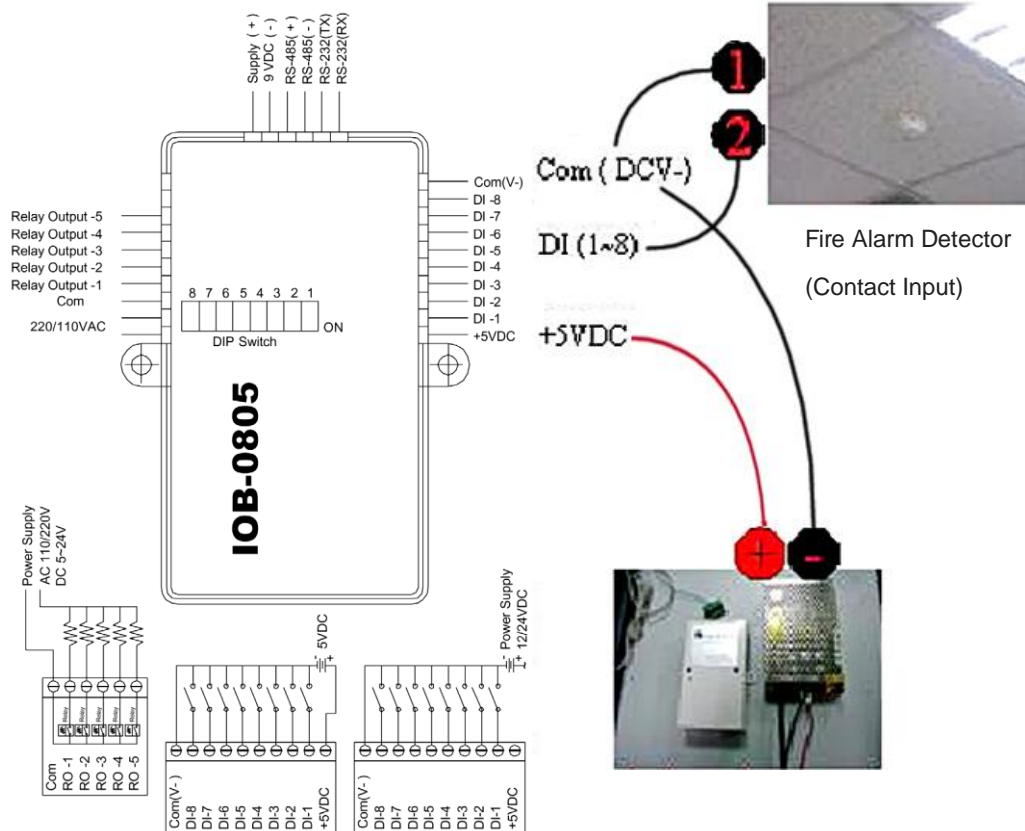 Supply ( + )
9 VDC ( - )
RS-485( + )
RS-485( - )
RS-232(TX)
RS-232(RX)
Relay Output -5
Relay Output -4
Relay Output -3
Relay Output -2
Relay Output -1
Com
220/110VAC
Com(V-)
DI -8
DI -7
DI -6
DI -5
DI -4
DI -3
DI -2
DI -1
+5VDC
8 7 6 5 4 3 2 1
ON
DIP Switch
IOB-0805
1
2
Com ( DCV-)
DI (1~8)
+5VDC
Fire Alarm Detector
(Contact Input)
+
-
Power Supply
AC 110/220V
DC 5~24V
Relay
Relay
Relay
Relay
Relay
Com
RO -1
RO -2
RO -3
RO -4
RO -5
- +
5VDC
Com(V- )
DI-8
DI-7
DI-6
DI-5
DI-4
DI-3
DI-2
DI-1
+5VDC
Power Supply
12/24VDC
- +
Com(V- )
DI-8
DI-7
DI-6
DI-5
DI-4
DI-3
DI-2
DI-1
+5VDC